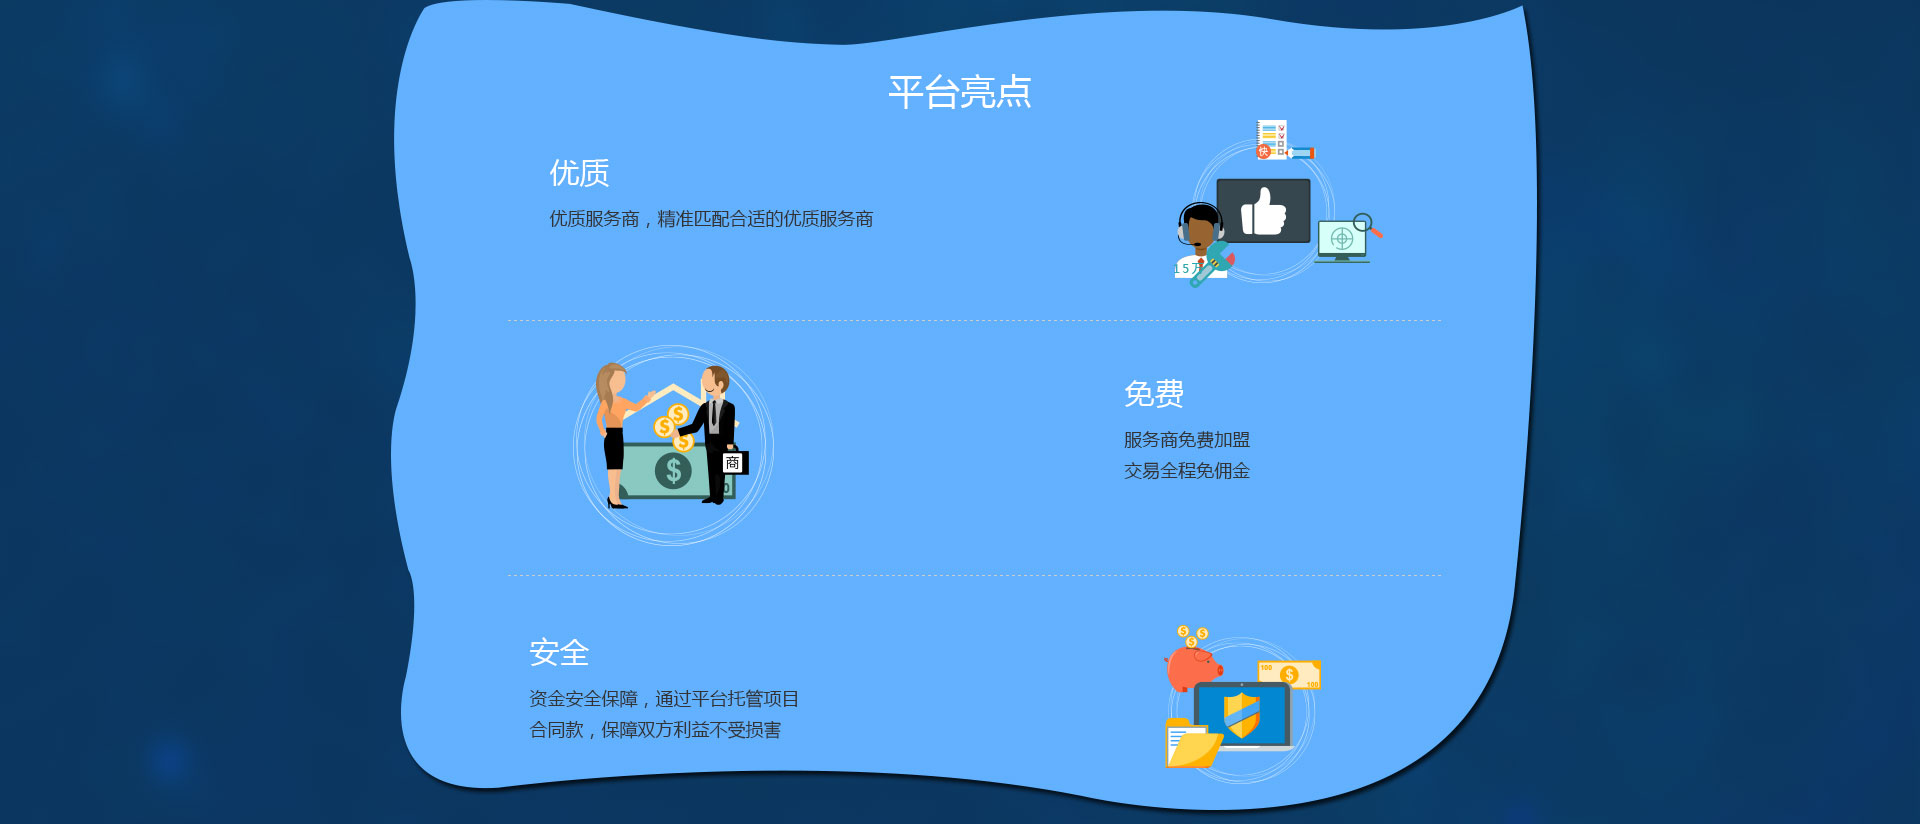 平台亮点
优质
优质服务商，精准匹配合适的优质服务商
快
15万
免费
服务商免费加盟
交易全程免佣金
商
安全
资金安全保障，通过平台托管项目
合同款，保障双方利益不受损害
100
100